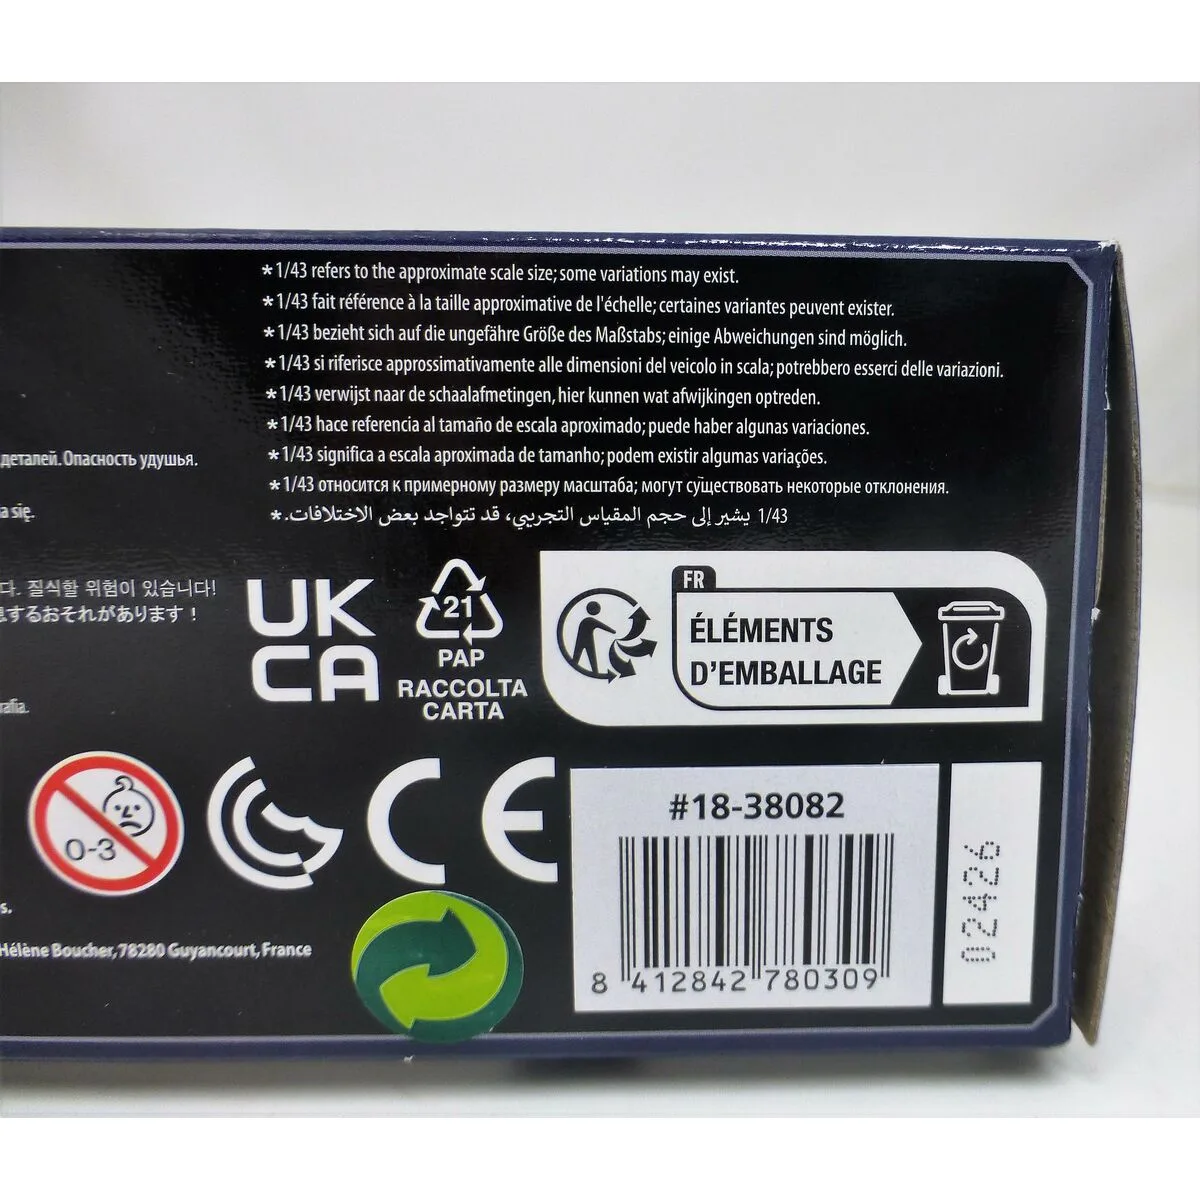 *1/43 refers to the approximate scale size; some variations may exist.
*1/43 fait référence à la taille approximative de l'échelle; certaines variantes peuvent exister.
*1/43 bezieht sich auf die ungefähre Größe des Maßstabs; einige Abweichungen sind möglich.
*1/43 si riferisce approssimativamente alle dimensioni del veicolo in scala; potrebbero esserci delle variazioni.
*1/43 verwijst naar de schaalafmetingen, hier kunnen wat afwijkingen optreden.
*1/43 hace referencia al tamaño de escala aproximado; puede haber algunas variaciones.
деталей. Опасность удушья.
*1/43 significa a escala aproximada de tamanho; podem existir algumas variações.
*1/43 относится к примерному размеру масштаба; могут существовать некоторые отклонения.
a się.
1/43 يشير إلى حجم المقياس التجريبي، قد تتواجد بعض الاختلافات.*
다. 질식할 위험이 있습니다!
するおそれがあります！
UK
CA
21
PAP
RACCOLTA
CARTA
FR
ÉLÉMENTS
D'EMBALLAGE
rafia.
0-3
CE
#18-38082
8 412842 780309
02426
s.
Hélène Boucher, 78280 Guyancourt, France